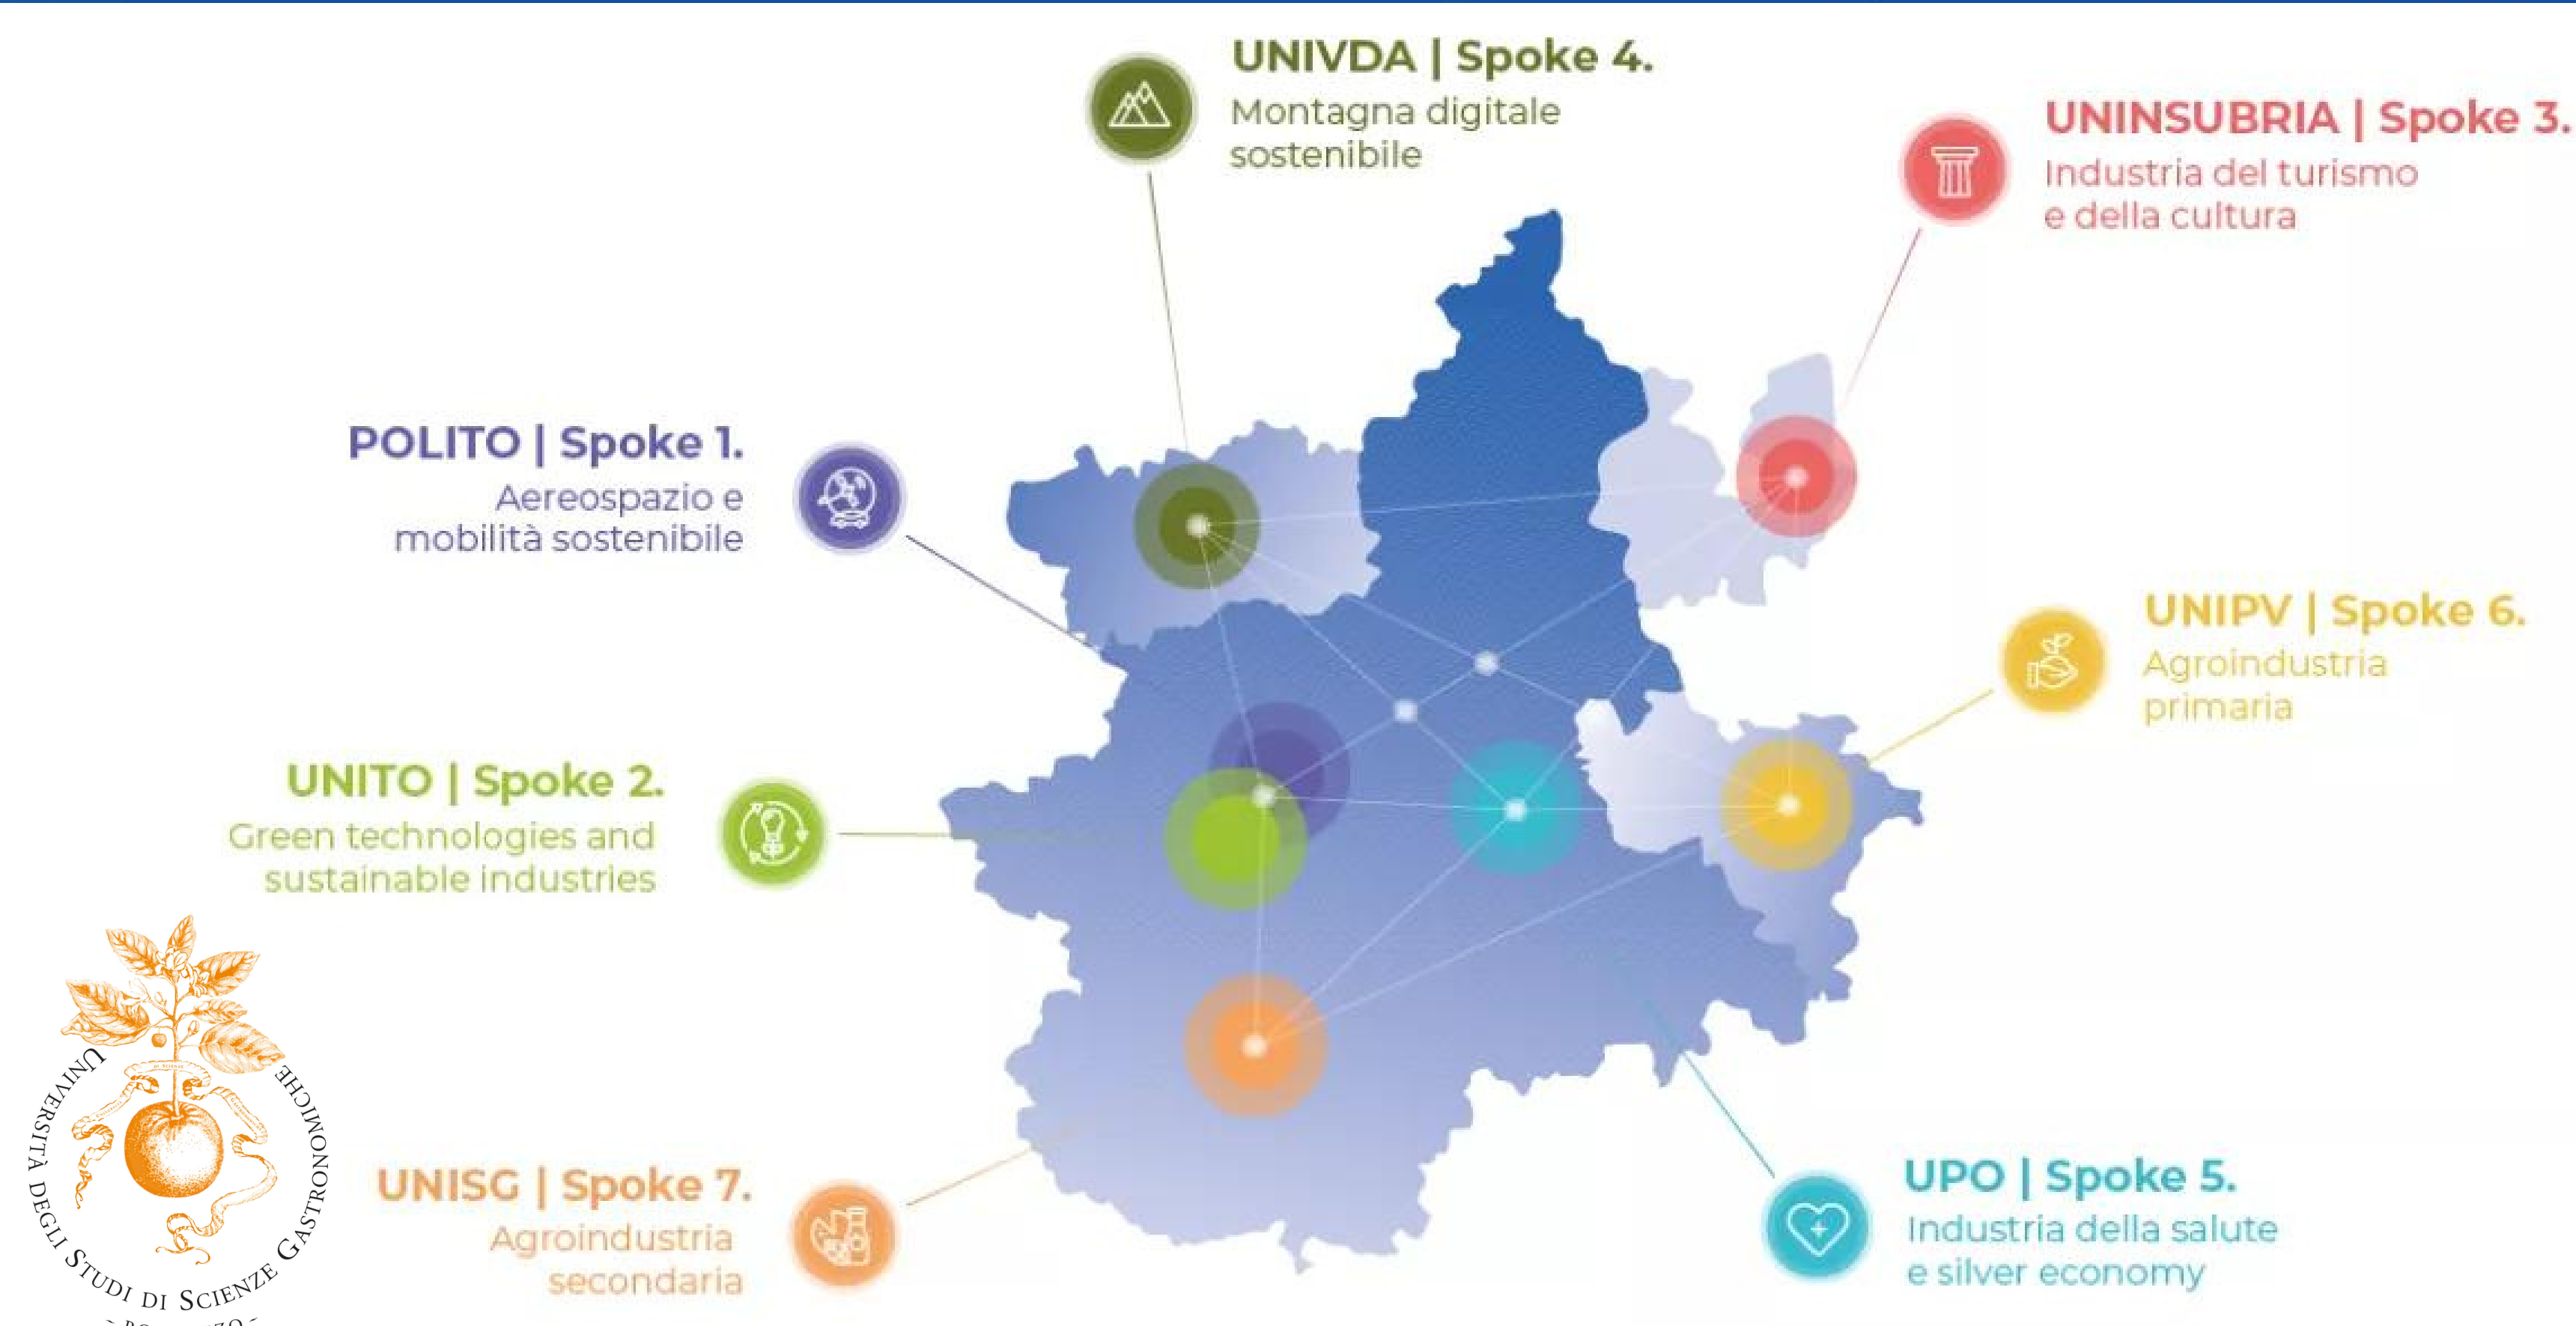 UNIVDA | Spoke 4.
Montagna digitale
sostenibile
UNINSUBRIA | Spoke 3.
Industria del turismo
e della cultura
POLITO | Spoke 1.
Aereospazio e
mobilità sostenibile
UNIPV | Spoke 6.
Agroindustria
primaria
UNITO | Spoke 2.
Green technologies and
sustainable industries
UNISG | Spoke 7.
Agroindustria
secondaria
UPO | Spoke 5.
Industria della salute
e silver economy
UNIVERSITÀ DEGLI STUDI DI SCIENZE GASTRONOMICHE